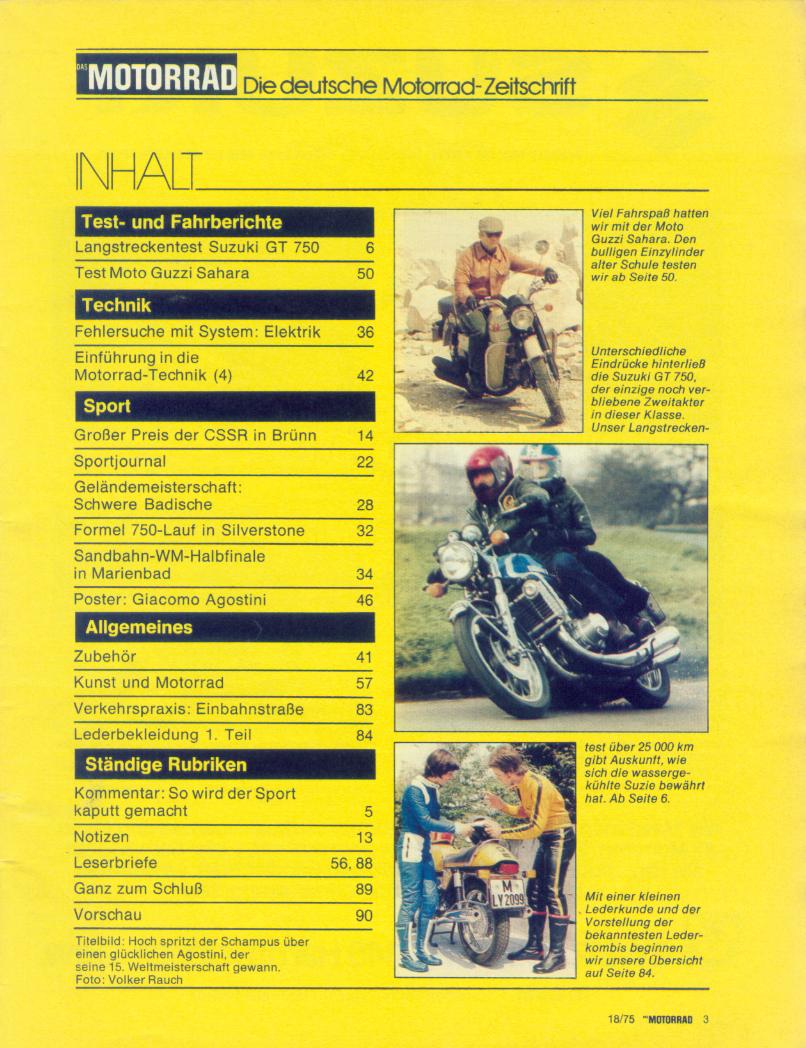 DAS MOTORRAD Die deutsche Motorrad-Zeitschrift
INHALT
Test- und Fahrberichte
Langstreckentest Suzuki GT 750 6
Test Moto Guzzi Sahara 50
Technik
Fehlersuche mit System: Elektrik 36
Einführung in die
Motorrad-Technik (4) 42
Sport
Großer Preis der CSSR in Brünn 14
Sportjournal 22
Geländemeisterschaft:
Schwere Badische 28
Formel 750-Lauf in Silverstone 32
Sandbahn-WM-Halbfinale
in Marienbad 34
Poster: Giacomo Agostini 46
Allgemeines
Zubehör 41
Kunst und Motorrad 57
Verkehrspraxis: Einbahnstraße 83
Lederbekleidung 1. Teil 84
Ständige Rubriken
Kommentar: So wird der Sport
kaputt gemacht 5
Notizen 13
Leserbriefe 56, 88
Ganz zum Schluß 89
Vorschau 90
Titelbild: Hoch spritzt der Schampus über
einen glücklichen Agostini, der
seine 15. Weltmeisterschaft gewann.
Foto: Volker Rauch
Viel Fahrspaß hatten
wir mit der Moto
Guzzi Sahara. Den
bulligen Einzylinder
alter Schule testen
wir ab Seite 50.
Unterschiedliche
Eindrücke hinterließ
die Suzuki GT 750,
der einzige noch ver-
bliebene Zweitakter
in dieser Klasse.
Unser Langstrecken-
test über 25 000 km
gibt Auskunft, wie
sich die wasserge-
kühlte Suzie bewährt
hat. Ab Seite 6.
M
LY 2099
Mit einer kleinen
Lederkunde und der
Vorstellung der
bekanntesten Leder-
kombis beginnen
wir unsere Übersicht
auf Seite 84.
18/75 DAS MOTORRAD 3